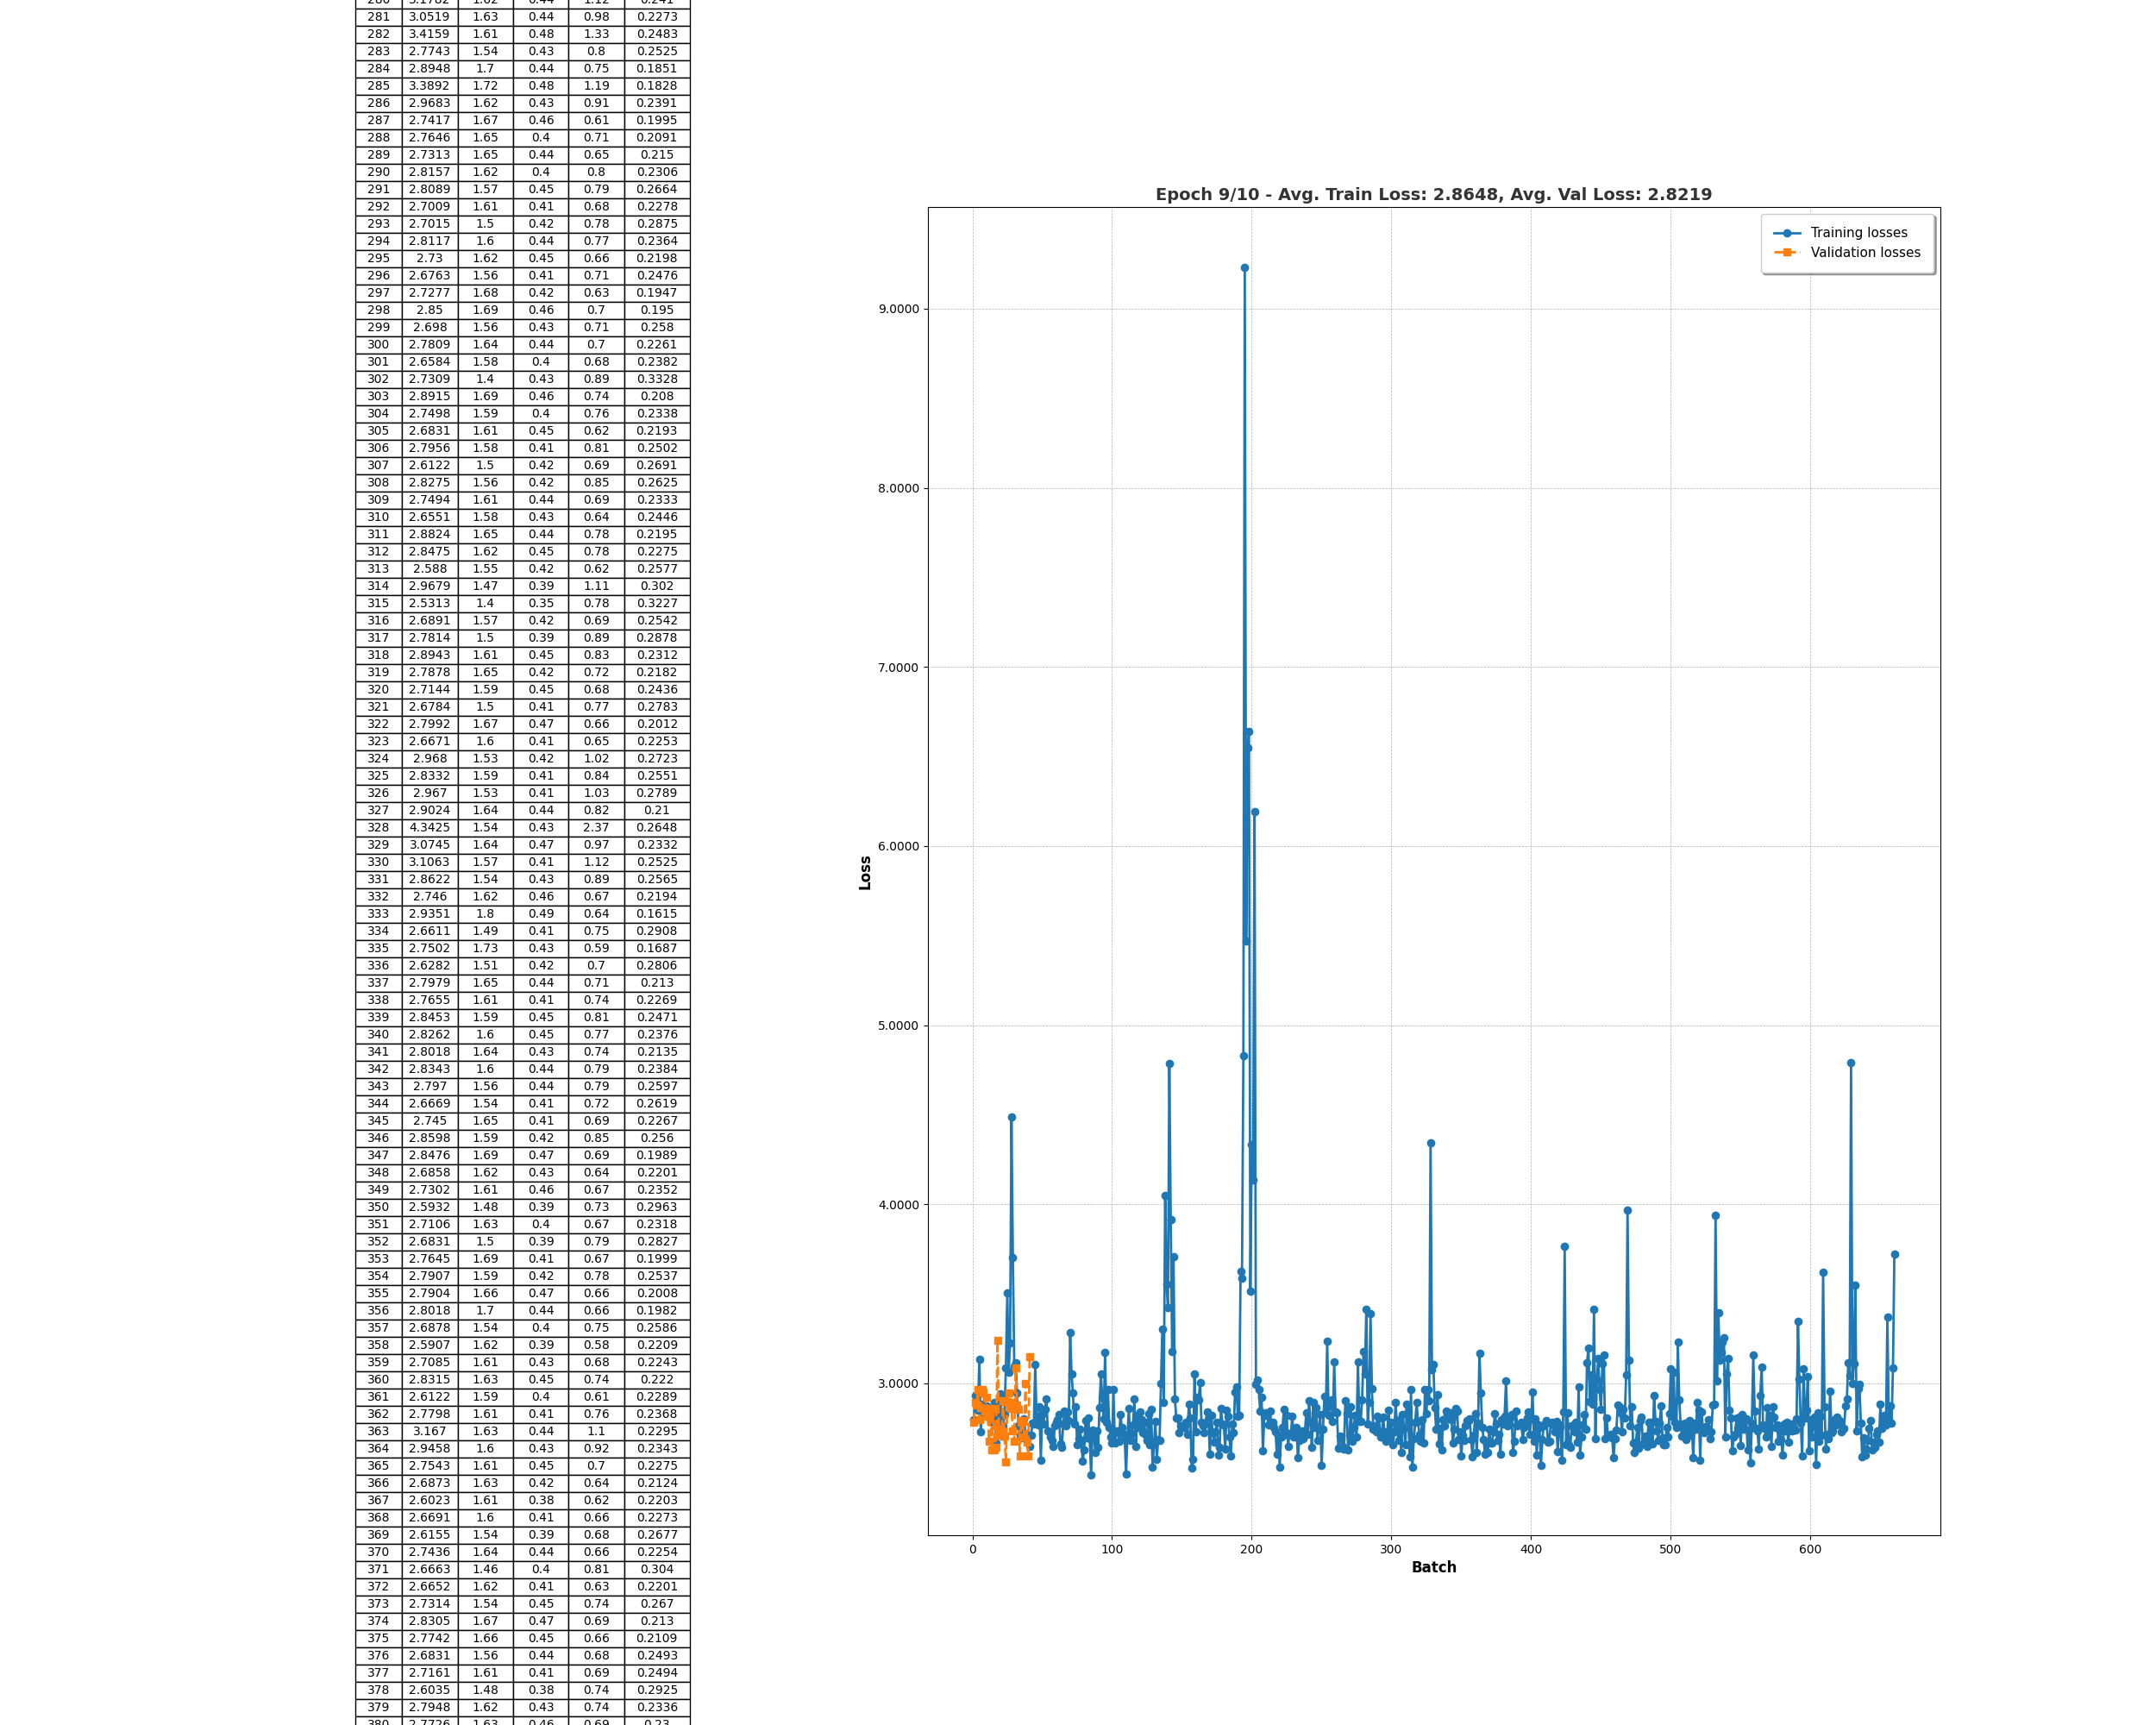 280 3.1782 1.62 0.44 1.12 0.241
281 3.0519 1.63 0.44 0.98 0.2273
282 3.4159 1.61 0.48 1.33 0.2483
283 2.7743 1.54 0.43 0.8 0.2525
284 2.8948 1.7 0.44 0.75 0.1851
285 3.3892 1.72 0.48 1.19 0.1828
286 2.9683 1.62 0.43 0.91 0.2391
287 2.7417 1.67 0.46 0.61 0.1995
288 2.7646 1.65 0.4 0.71 0.2091
289 2.7313 1.65 0.44 0.65 0.215
290 2.8157 1.62 0.4 0.8 0.2306
291 2.8089 1.57 0.45 0.79 0.2664
292 2.7009 1.61 0.41 0.68 0.2278
293 2.7015 1.5 0.42 0.78 0.2875
294 2.8117 1.6 0.44 0.77 0.2364
295 2.73 1.62 0.45 0.66 0.2198
296 2.6763 1.56 0.41 0.71 0.2476
297 2.7277 1.68 0.42 0.63 0.1947
298 2.85 1.69 0.46 0.7 0.195
299 2.698 1.56 0.43 0.71 0.258
300 2.7809 1.64 0.44 0.7 0.2261
301 2.6584 1.58 0.4 0.68 0.2382
302 2.7309 1.4 0.43 0.89 0.3328
303 2.8915 1.69 0.46 0.74 0.208
304 2.7498 1.59 0.4 0.76 0.2338
305 2.6831 1.61 0.45 0.62 0.2193
306 2.7956 1.58 0.41 0.81 0.2502
307 2.6122 1.5 0.42 0.69 0.2691
308 2.8275 1.56 0.42 0.85 0.2625
309 2.7494 1.61 0.44 0.69 0.2333
310 2.6551 1.58 0.43 0.64 0.2446
311 2.8824 1.65 0.44 0.78 0.2195
312 2.8475 1.62 0.45 0.78 0.2275
313 2.588 1.55 0.42 0.62 0.2577
314 2.9679 1.47 0.39 1.11 0.302
315 2.5313 1.4 0.35 0.78 0.3227
316 2.6891 1.57 0.42 0.69 0.2542
317 2.7814 1.5 0.39 0.89 0.2878
318 2.8943 1.61 0.45 0.83 0.2312
319 2.7878 1.65 0.42 0.72 0.2182
320 2.7144 1.59 0.45 0.68 0.2436
321 2.6784 1.5 0.41 0.77 0.2783
322 2.7992 1.67 0.47 0.66 0.2012
323 2.6671 1.6 0.41 0.65 0.2253
324 2.968 1.53 0.42 1.02 0.2723
325 2.8332 1.59 0.41 0.84 0.2551
326 2.967 1.53 0.41 1.03 0.2789
327 2.9024 1.64 0.44 0.82 0.21
328 4.3425 1.54 0.43 2.37 0.2648
329 3.0745 1.64 0.47 0.97 0.2332
330 3.1063 1.57 0.41 1.12 0.2525
331 2.8622 1.54 0.43 0.89 0.2565
332 2.746 1.62 0.46 0.67 0.2194
333 2.9351 1.8 0.49 0.64 0.1615
334 2.6611 1.49 0.41 0.75 0.2908
335 2.7502 1.73 0.43 0.59 0.1687
336 2.6282 1.51 0.42 0.7 0.2806
337 2.7979 1.65 0.44 0.71 0.213
338 2.7655 1.61 0.41 0.74 0.2269
339 2.8453 1.59 0.45 0.81 0.2471
340 2.8262 1.6 0.45 0.77 0.2376
341 2.8018 1.64 0.43 0.74 0.2135
342 2.8343 1.6 0.44 0.79 0.2384
343 2.797 1.56 0.44 0.79 0.2597
344 2.6669 1.54 0.41 0.72 0.2619
345 2.745 1.65 0.41 0.69 0.2267
346 2.8598 1.59 0.42 0.85 0.256
347 2.8476 1.69 0.47 0.69 0.1989
348 2.6858 1.62 0.43 0.64 0.2201
349 2.7302 1.61 0.46 0.67 0.2352
350 2.5932 1.48 0.39 0.73 0.2963
351 2.7106 1.63 0.4 0.67 0.2318
352 2.6831 1.5 0.39 0.79 0.2827
353 2.7645 1.69 0.41 0.67 0.1999
354 2.7907 1.59 0.42 0.78 0.2537
355 2.7904 1.66 0.47 0.66 0.2008
356 2.8018 1.7 0.44 0.66 0.1982
357 2.6878 1.54 0.4 0.75 0.2586
358 2.5907 1.62 0.39 0.58 0.2209
359 2.7085 1.61 0.43 0.68 0.2243
360 2.8315 1.63 0.45 0.74 0.222
361 2.6122 1.59 0.4 0.61 0.2289
362 2.7798 1.61 0.41 0.76 0.2368
363 3.167 1.63 0.44 1.1 0.2295
364 2.9458 1.6 0.43 0.92 0.2343
365 2.7543 1.61 0.45 0.7 0.2275
366 2.6873 1.63 0.42 0.64 0.2124
367 2.6023 1.61 0.38 0.62 0.2203
368 2.6691 1.6 0.41 0.66 0.2273
369 2.6155 1.54 0.39 0.68 0.2677
370 2.7436 1.64 0.44 0.66 0.2254
371 2.6663 1.46 0.4 0.81 0.304
372 2.6652 1.62 0.41 0.63 0.2201
373 2.7314 1.54 0.45 0.74 0.267
374 2.8305 1.67 0.47 0.69 0.213
375 2.7742 1.66 0.45 0.66 0.2109
376 2.6831 1.56 0.44 0.68 0.2493
377 2.7161 1.61 0.41 0.69 0.2494
378 2.6035 1.48 0.38 0.74 0.2925
379 2.7948 1.62 0.43 0.74 0.2336
380 2.7726 1.63 0.46 0.69 0.23
Epoch 9/10 - Avg. Train Loss: 2.8648, Avg. Val Loss: 2.8219
Training losses
Validation losses
9.0000
8.0000
7.0000
6.0000
5.0000
4.0000
3.0000
Loss
0 100 200 300 400 500 600
Batch